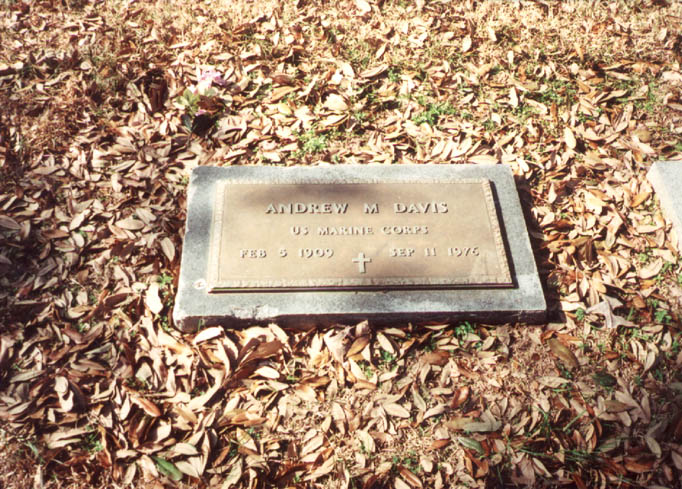 ANDREW M DAVIS
US MARINE CORPS
FEB 5 1909 SEP 11 1976